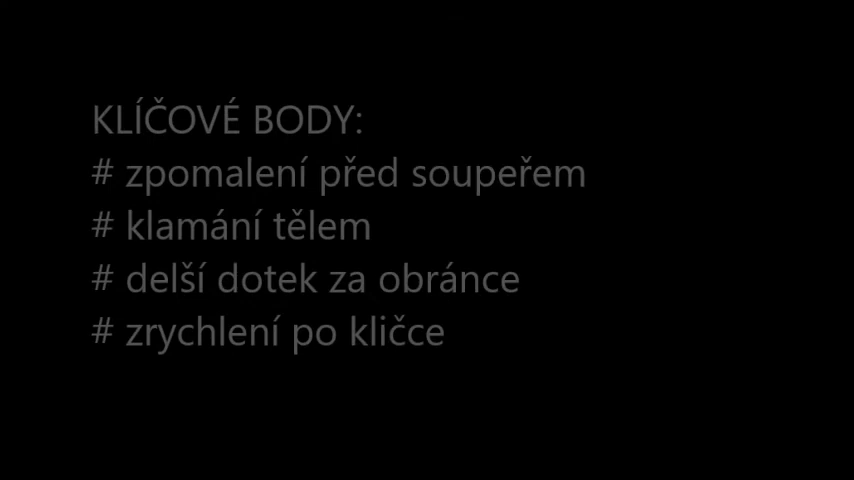 KLÍČOVÉ BODY:
# zpomalení před soupeřem
# klamání tělem
# delší dotek za obránce
# zrychlení po kličce